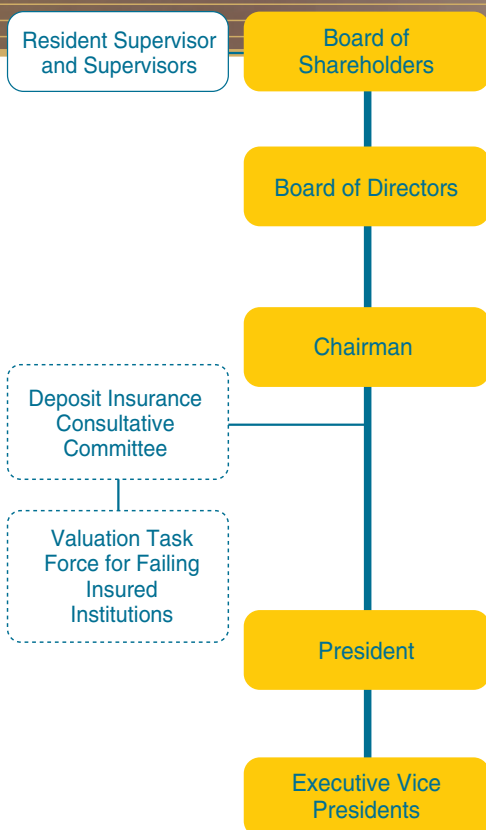 Resident Supervisor
and Supervisors
Board of
Shareholders
Board of Directors
Chairman
Deposit Insurance
Consultative
Committee
Valuation Task
Force for Failing
Insured
Institutions
President
Executive Vice
Presidents